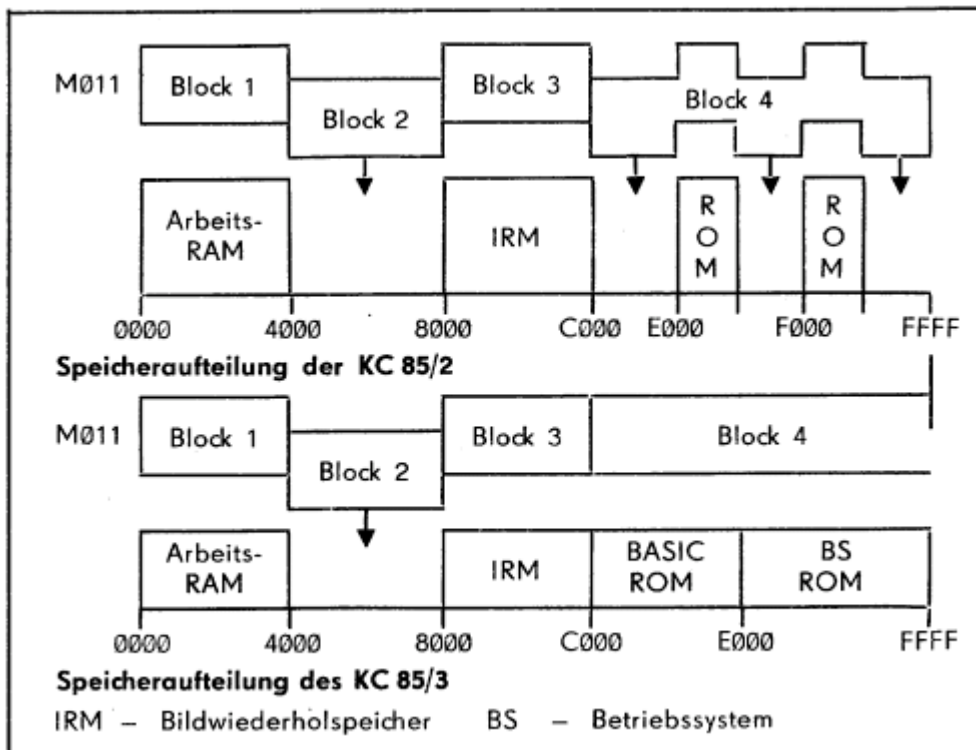 MØ11 Block 1 Block 3
Block 4
Block 2
Arbeits-
RAM
IRM
R
O
M
R
O
M
0000 4000 8000 C000 E000 F000 FFFF
Speicheraufteilung der KC 85/2
MØ11 Block 1 Block 3 Block 4
Block 2
Arbeits-
RAM
IRM
BASIC
ROM
BS
ROM
0000 4000 8000 C000 E000 FFFF
Speicheraufteilung des KC 85/3
IRM – Bildwiederholspeicher BS – Betriebssystem